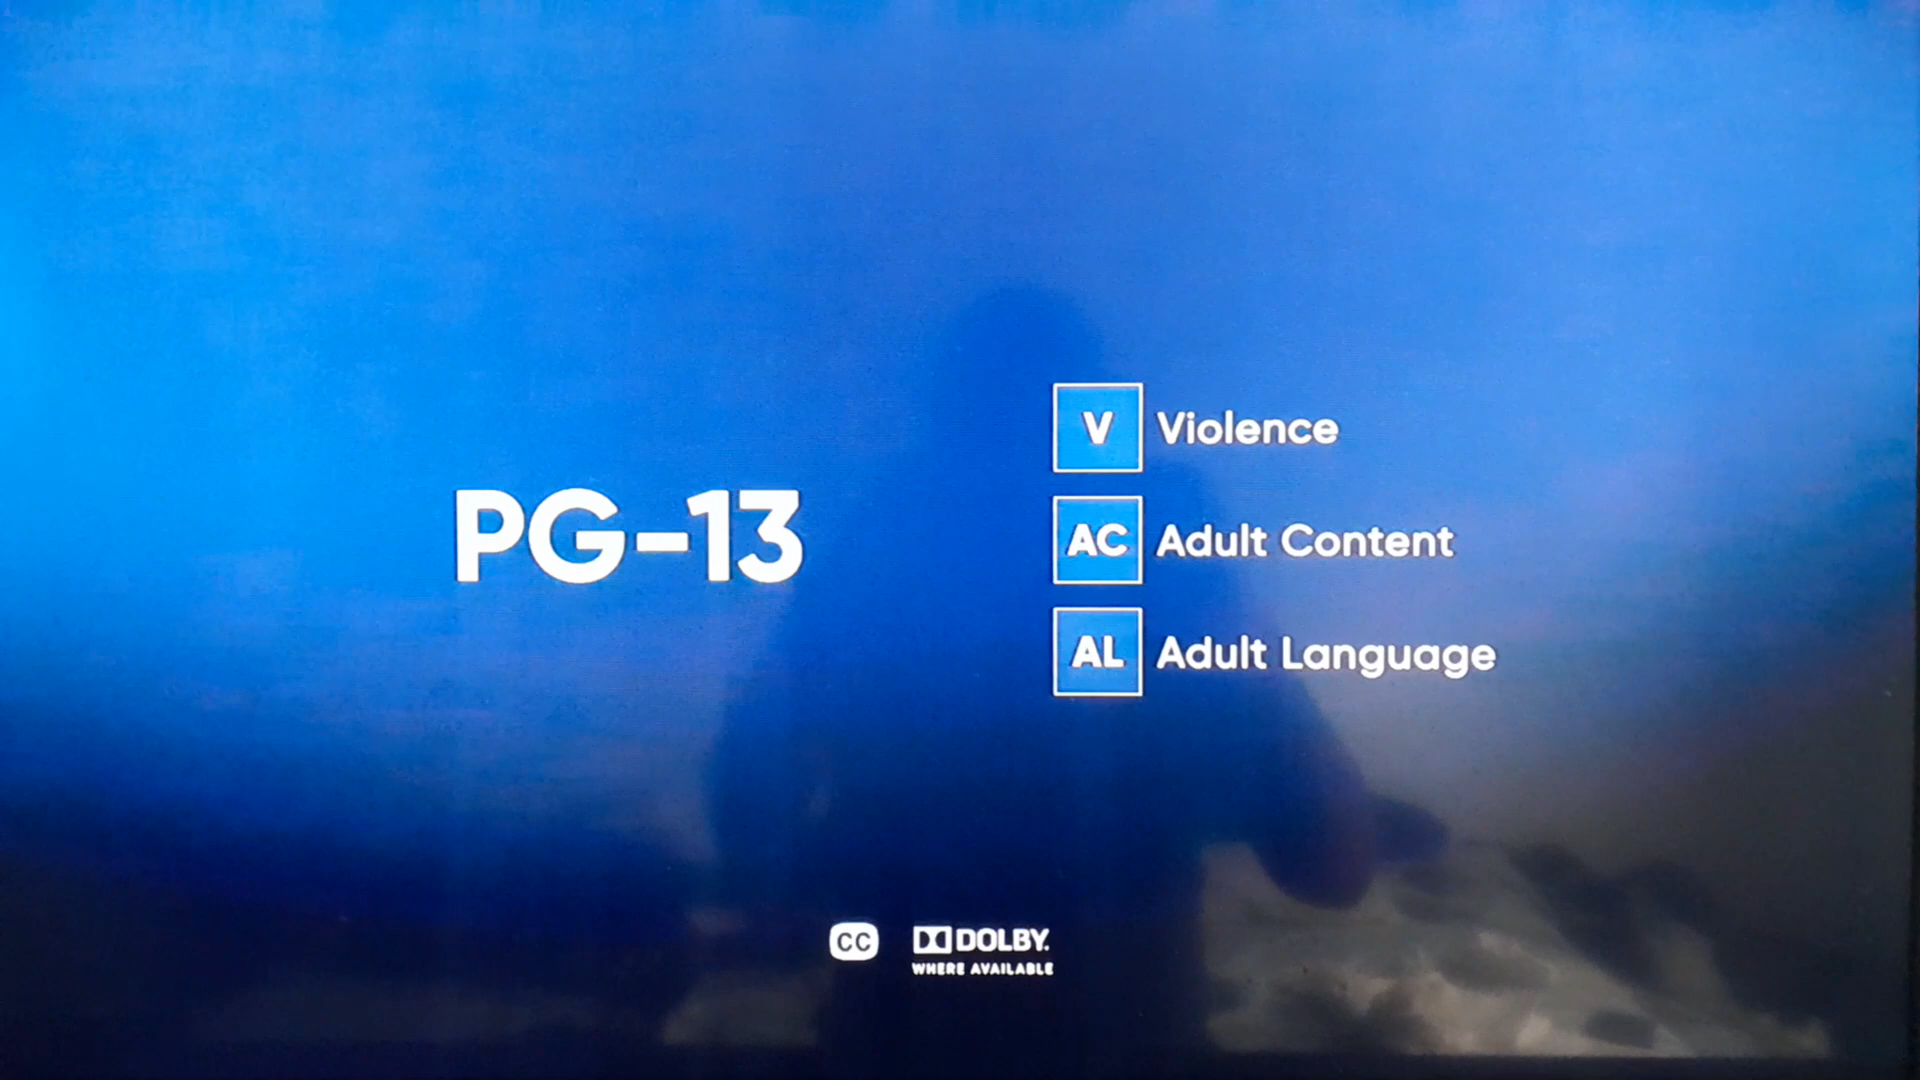 PG-13
V Violence
AC Adult Content
AL Adult Language
CC DOLBY.
WHERE AVAILABLE